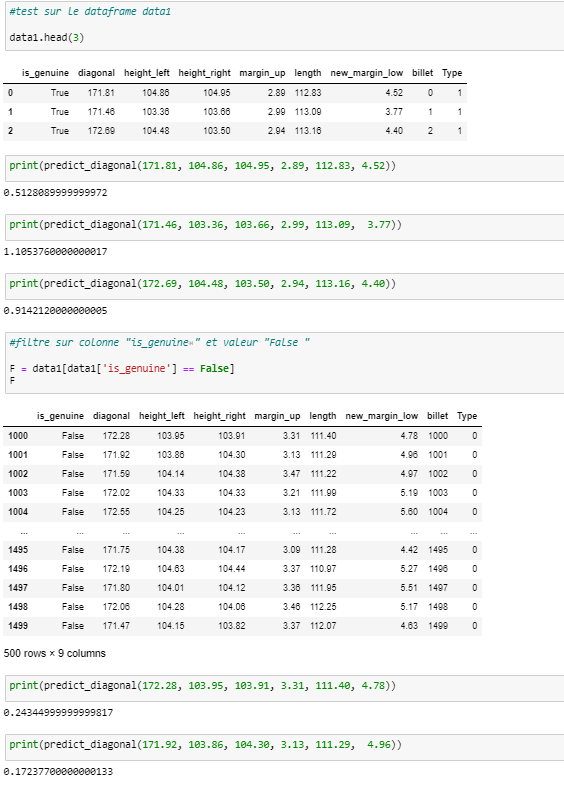 #test sur le dataframe data1
data1.head(3)
is_genuine diagonal height_left height_right margin_up length new_margin_low billet Type
0 True 171.81 104.86 104.95 2.89 112.83 4.52 0 1
1 True 171.46 103.36 103.66 2.99 113.09 3.77 1 1
2 True 172.69 104.48 103.50 2.94 113.16 4.40 2 1
print(predict_diagonal(171.81, 104.86, 104.95, 2.89, 112.83, 4.52))
0.5128089999999972
print(predict_diagonal(171.46, 103.36, 103.66, 2.99, 113.09, 3.77))
1.1053760000000017
print(predict_diagonal(172.69, 104.48, 103.50, 2.94, 113.16, 4.40))
0.9142120000000005
#filtre sur colonne "is_genuine" et valeur "False "
F = data1[data1['is_genuine'] == False]
F
is_genuine diagonal height_left height_right margin_up length new_margin_low billet Type
1000 False 172.28 103.95 103.91 3.31 111.40 4.78 1000 0
1001 False 171.92 103.86 104.30 3.13 111.29 4.96 1001 0
1002 False 171.59 104.14 104.38 3.47 111.22 4.97 1002 0
1003 False 172.02 104.33 104.33 3.21 111.99 5.19 1003 0
1004 False 172.55 104.25 104.23 3.13 111.72 5.60 1004 0
... ... ... ... ... ... ... ... ... ...
1495 False 171.75 104.38 104.17 3.09 111.28 4.42 1495 0
1496 False 172.19 104.63 104.44 3.37 110.97 5.27 1496 0
1497 False 171.80 104.01 104.12 3.36 111.95 5.51 1497 0
1498 False 172.06 104.28 104.06 3.46 112.25 5.17 1498 0
1499 False 171.47 104.15 103.82 3.37 112.07 4.63 1499 0
500 rows × 9 columns
print(predict_diagonal(172.28, 103.95, 103.91, 3.31, 111.40, 4.78))
0.24344999999999817
print(predict_diagonal(171.92, 103.86, 104.30, 3.13, 111.29, 4.96))
0.17237700000000133